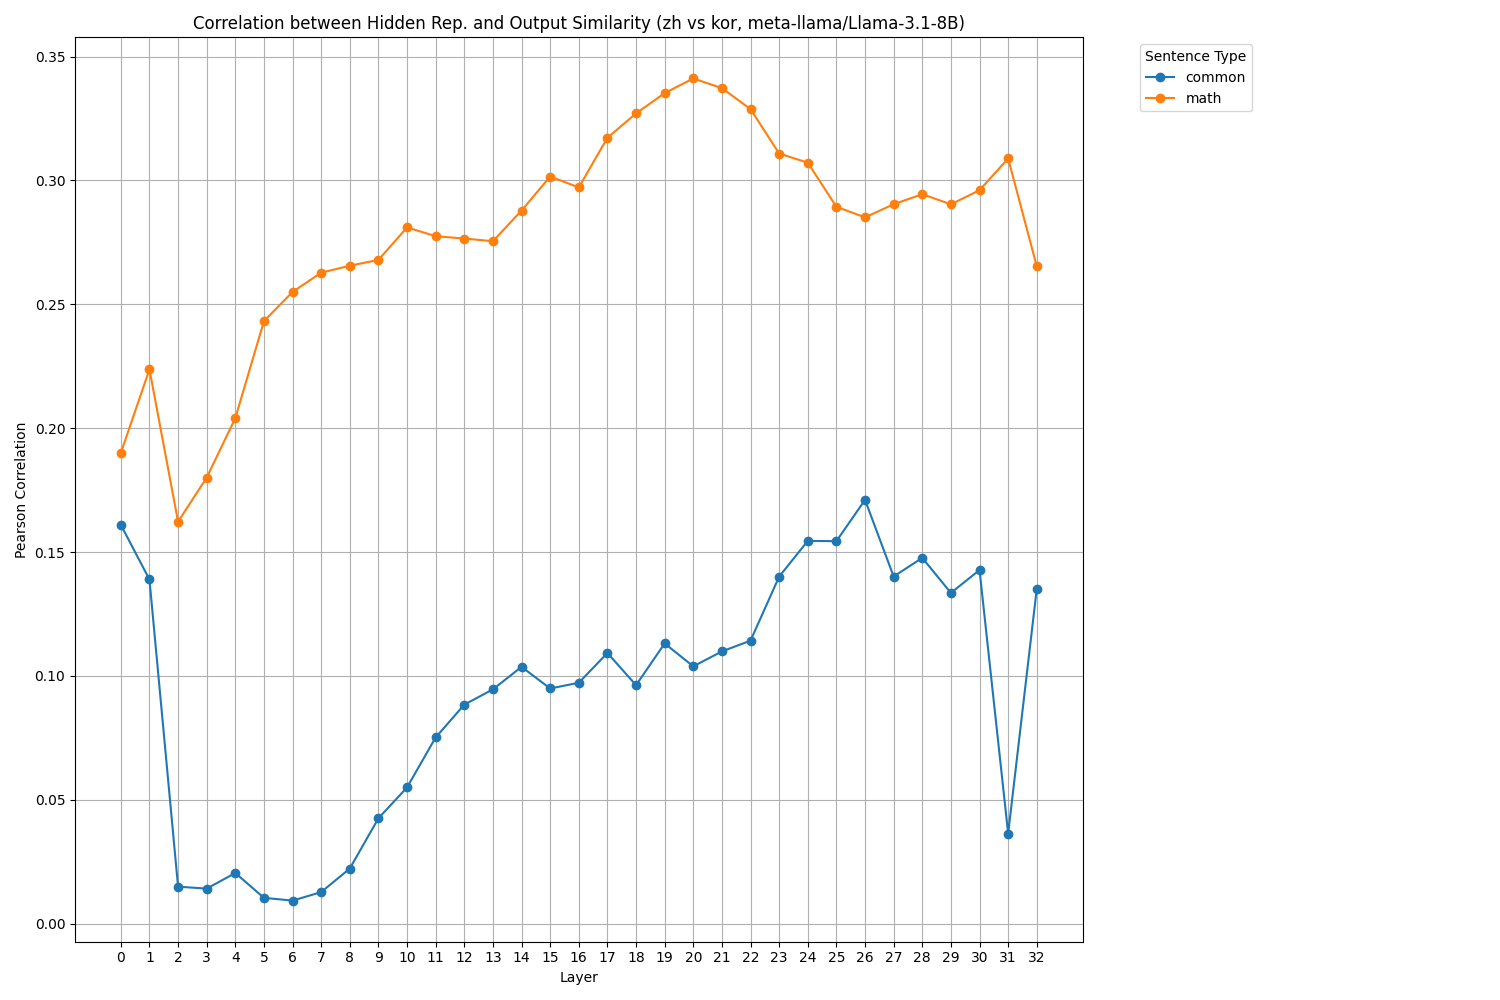 Correlation between Hidden Rep. and Output Similarity (zh vs kor, meta-llama/Llama-3.1-8B)
Sentence Type
common
math
Pearson Correlation
0.35
0.30
0.25
0.20
0.15
0.10
0.05
0.00
0 1 2 3 4 5 6 7 8 9 10 11 12 13 14 15 16 17 18 19 20 21 22 23 24 25 26 27 28 29 30 31 32
Layer